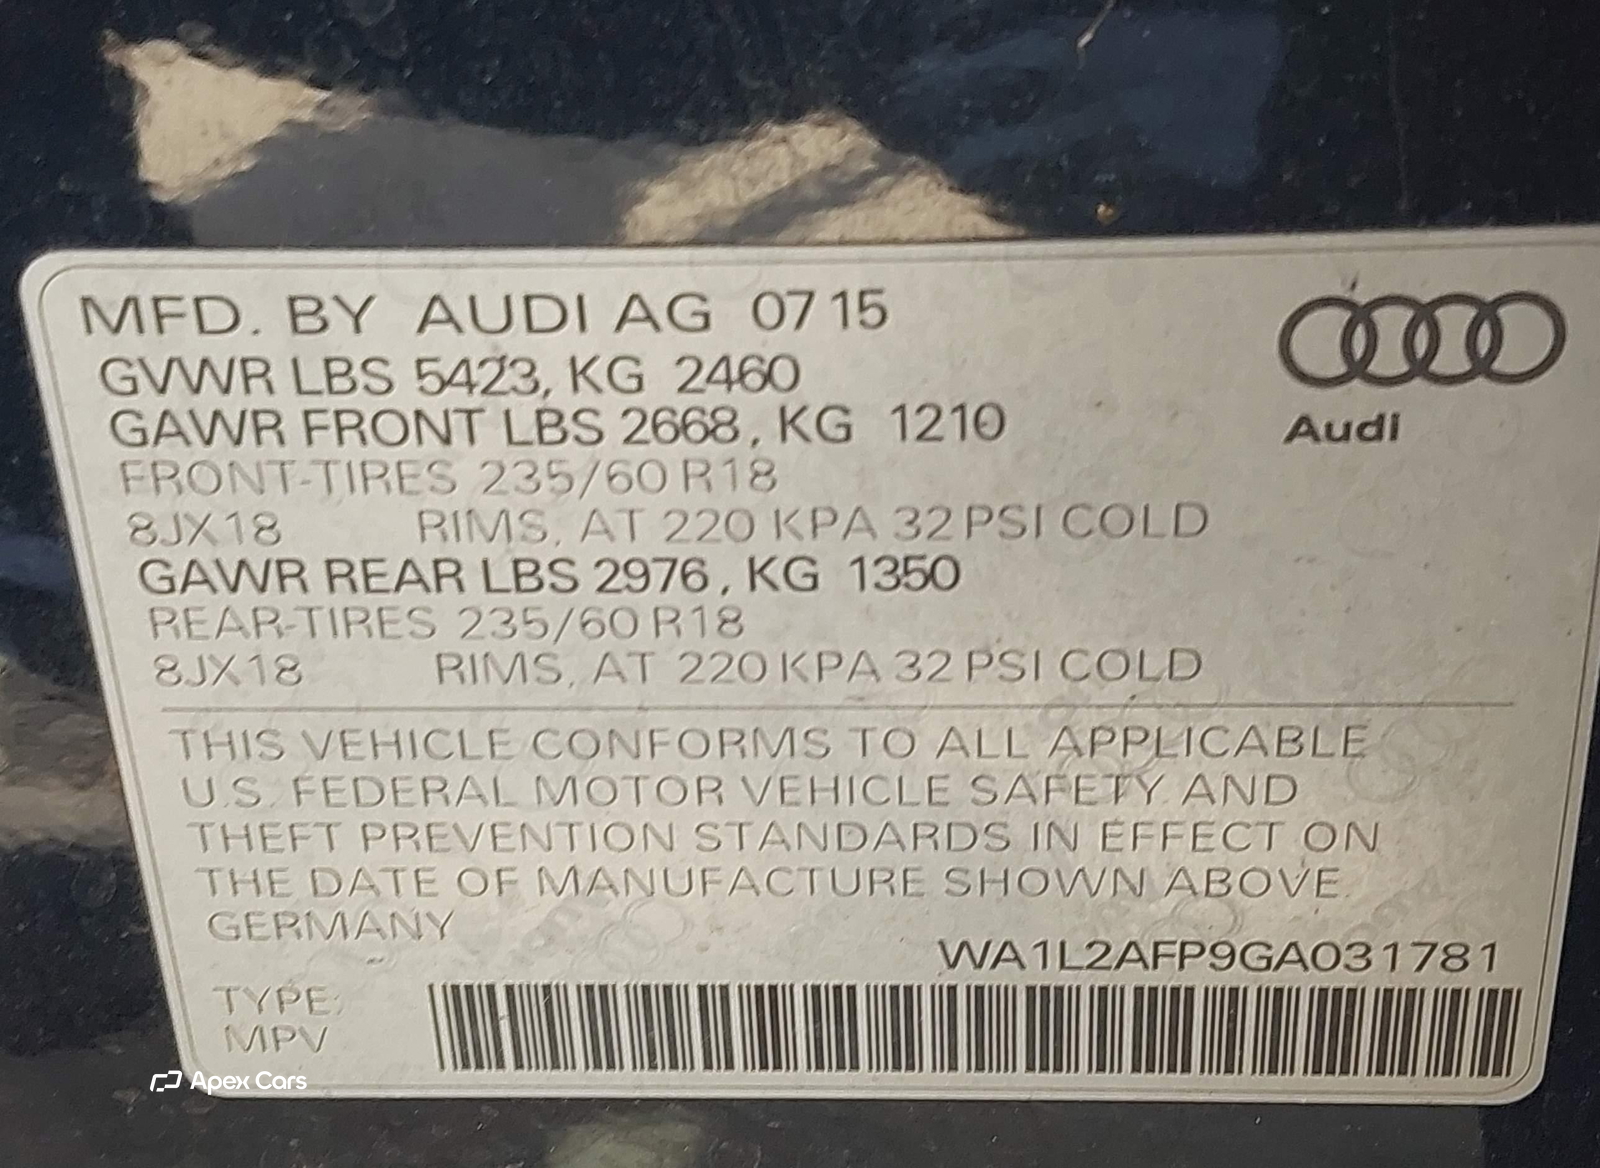 MFD. BY AUDI AG 07 15
GVWR LBS 5423, KG 2460
GAWR FRONT LBS 2668, KG 1210
FRONT-TIRES 235/60 R18
8JX18 RIMS, AT 220 KPA 32 PSI COLD
GAWR REAR LBS 2976, KG 1350
REAR-TIRES 235/60 R18
8JX18 RIMS, AT 220 KPA 32 PSI COLD
Audi
THIS VEHICLE CONFORMS TO ALL APPLICABLE
U.S. FEDERAL MOTOR VEHICLE SAFETY AND
THEFT PREVENTION STANDARDS IN EFFECT ON
THE DATE OF MANUFACTURE SHOWN ABOVE.
GERMANY
WA1L2AFP9GA031781
TYPE:
MPV
Apex Cars